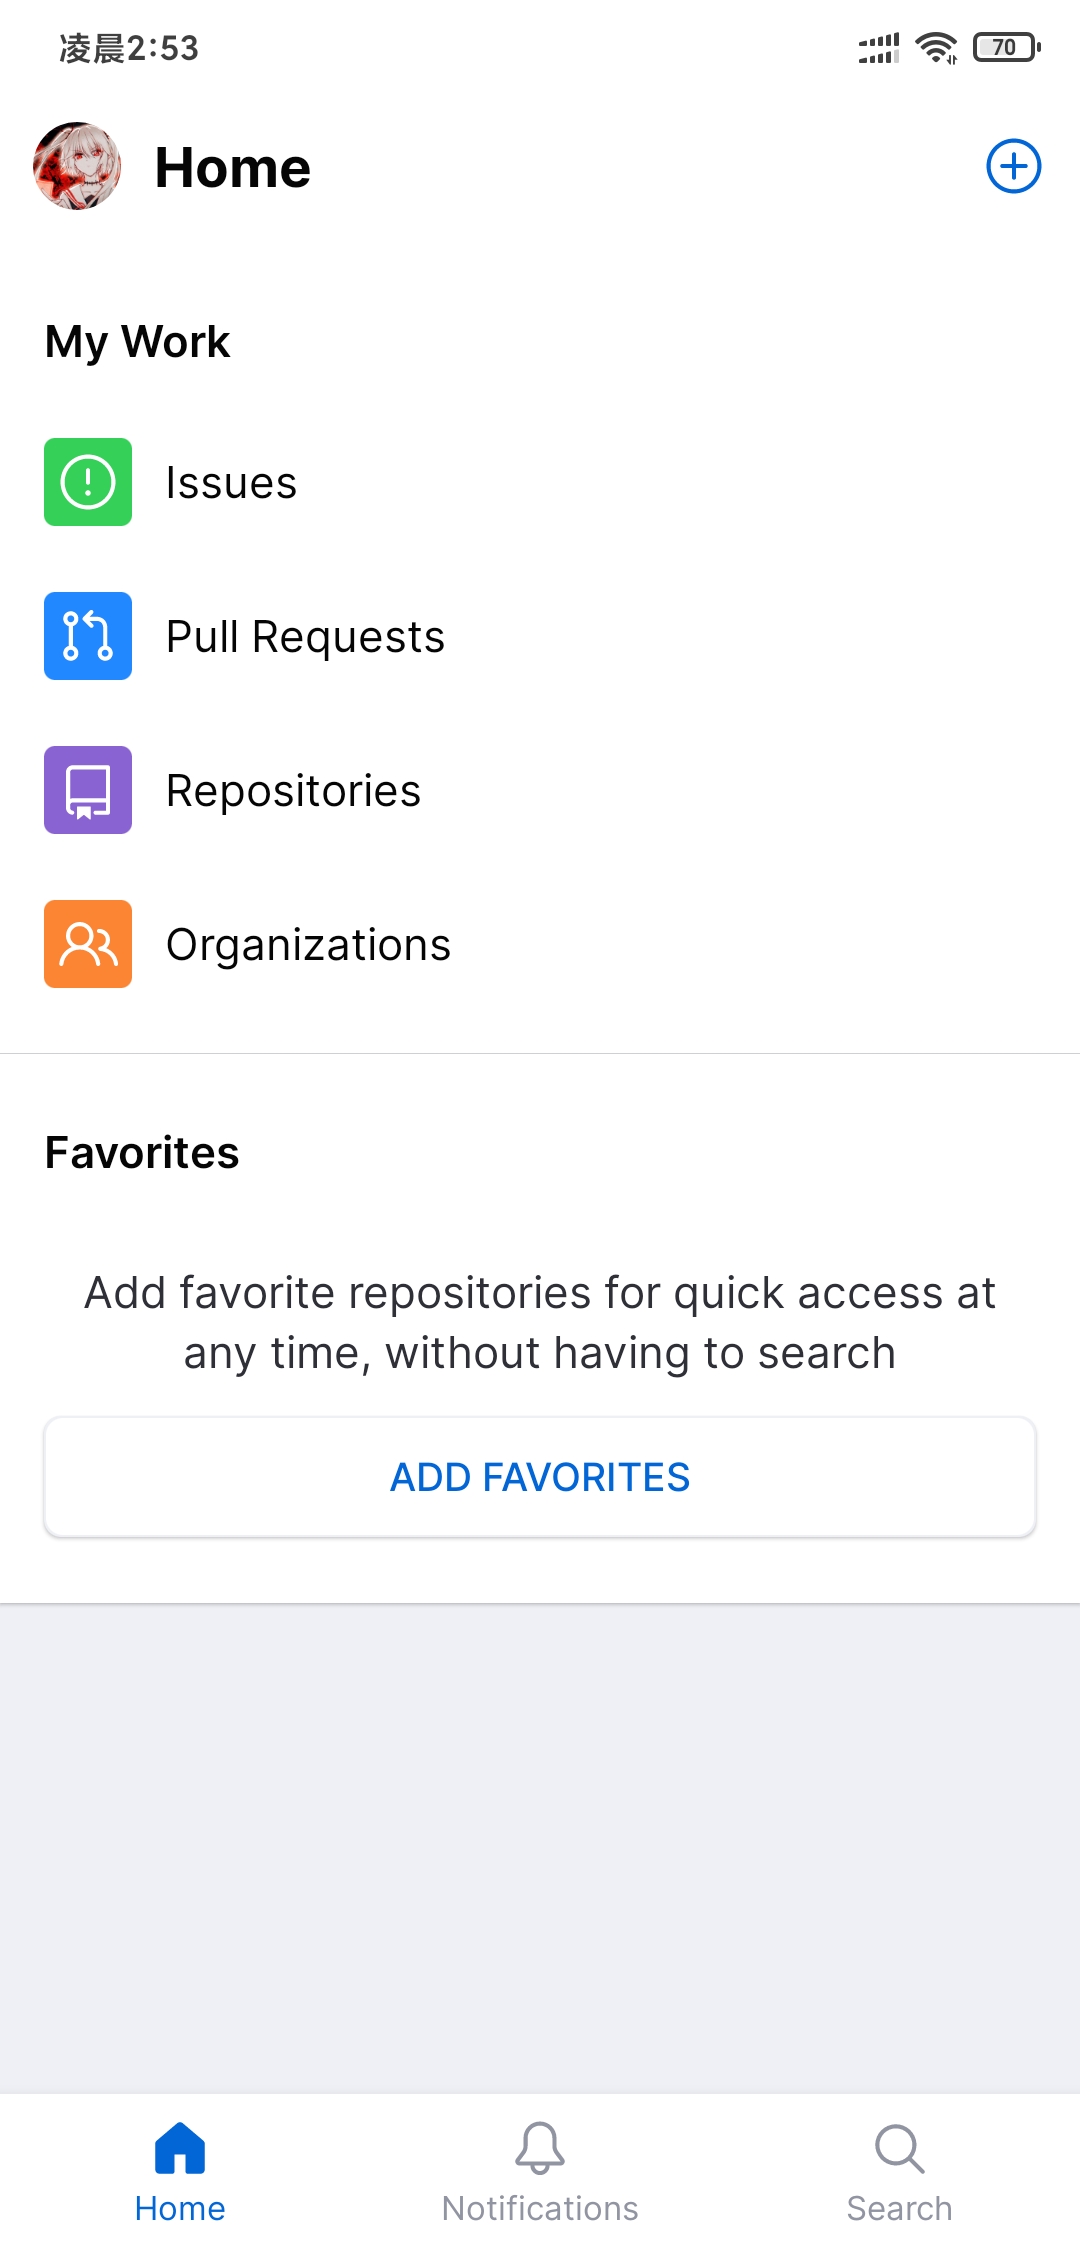 凌晨2:53
70
Home
My Work
Issues
Pull Requests
Repositories
Organizations
Favorites
Add favorite repositories for quick access at
any time, without having to search
ADD FAVORITES
Home
Notifications
Search